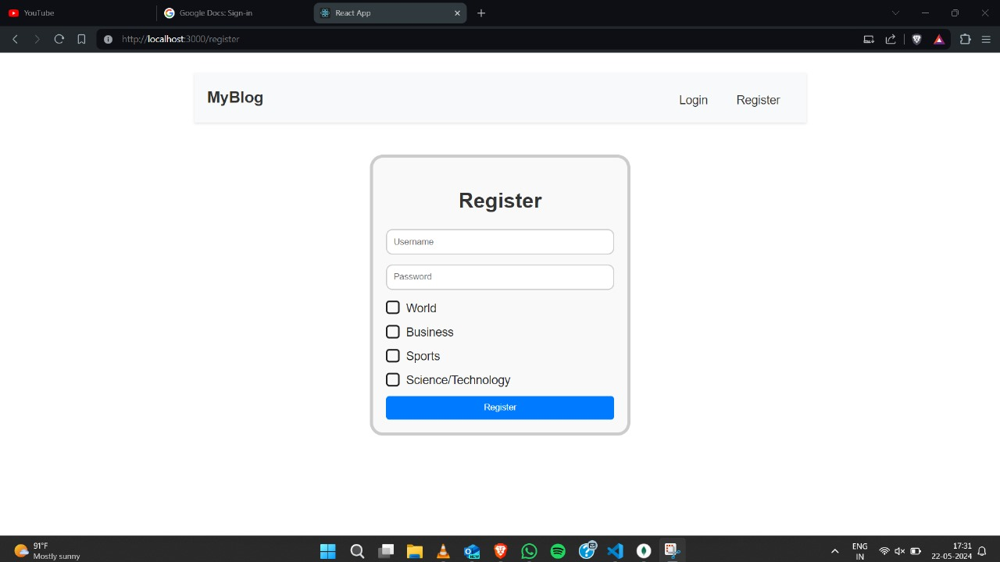 YouTube
Google Docs: Sign-in
React App
http://localhost:3000/register
MyBlog
Login
Register
Register
Username
Password
World
Business
Sports
Science/Technology
Register
91°F
Mostly sunny
NEW
ENG
IN
17:31
22-05-2024